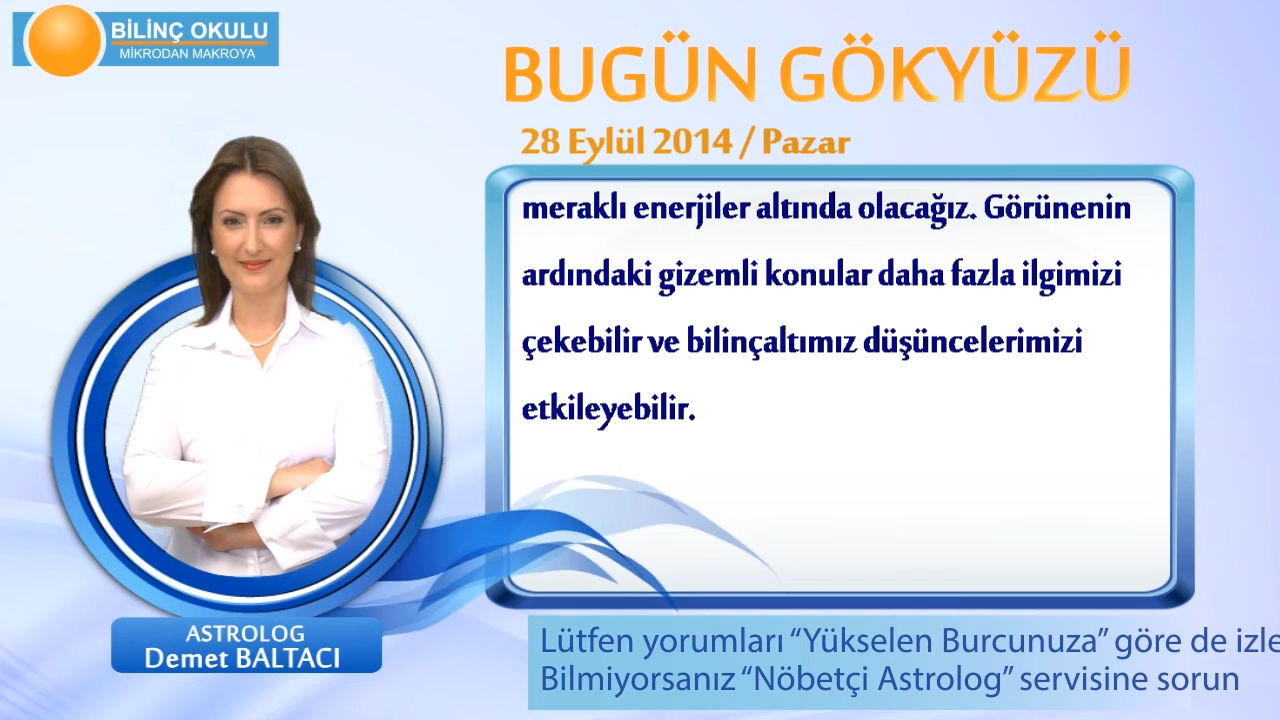 BİLİNÇ OKULU
MİKRODAN MAKROYA
BUGÜN GÖKYÜZÜ
28 Eylül 2014 / Pazar
meraklı enerjiler altında olacağız. Görünenin
ardındaki gizemli konular daha fazla ilgimizi
çekebilir ve bilinçaltımız düşüncelerimizi
etkileyebilir.
ASTROLOG
Demet BALTACI
Lütfen yorumları “Yükselen Burcunuza” göre de izle
Bilmiyorsanız “Nöbetçi Astrolog” servisine sorun